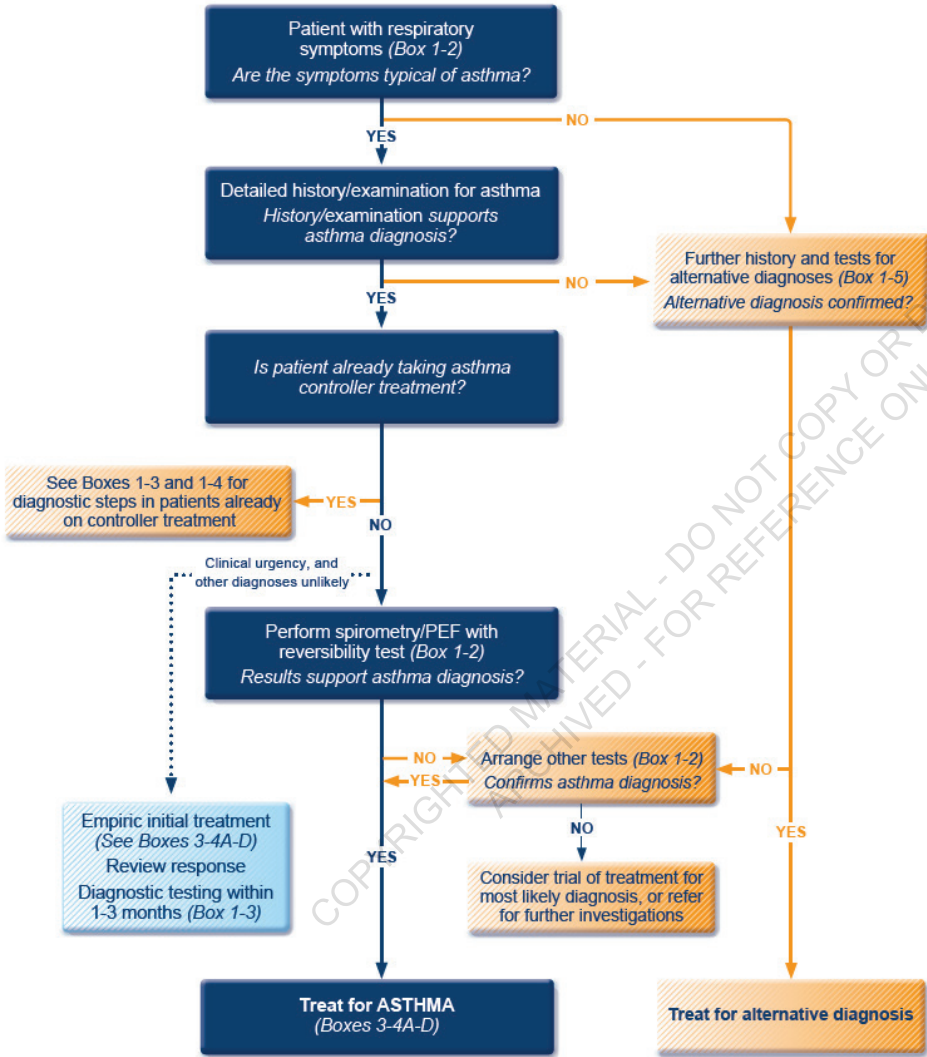 Patient with respiratory
symptoms (Box 1-2)
Are the symptoms typical of asthma?
NO
YES
Detailed history/examination for asthma
History/examination supports
asthma diagnosis?
Further history and tests for
alternative diagnoses (Box 1-5)
Alternative diagnosis confirmed?
NO
YES
Is patient already taking asthma
controller treatment?
See Boxes 1-3 and 1-4 for
diagnostic steps in patients already
on controller treatment
YES
NO
Clinical urgency, and
other diagnoses unlikely
Perform spirometry/PEF with
reversibility test (Box 1-2)
Results support asthma diagnosis?
NO
YES
Arrange other tests (Box 1-2)
Confirms asthma diagnosis?
NO
Empiric initial treatment
(See Boxes 3-4A-D)
Review response
Diagnostic testing within
1-3 months (Box 1-3)
YES
NO
YES
Consider trial of treatment for
most likely diagnosis, or refer
for further investigations
Treat for ASTHMA
(Boxes 3-4A-D)
Treat for alternative diagnosis
COPYRIGHTED MATERIAL - DO NOT COPY OR
ARCHIVED - FOR REFERENCE